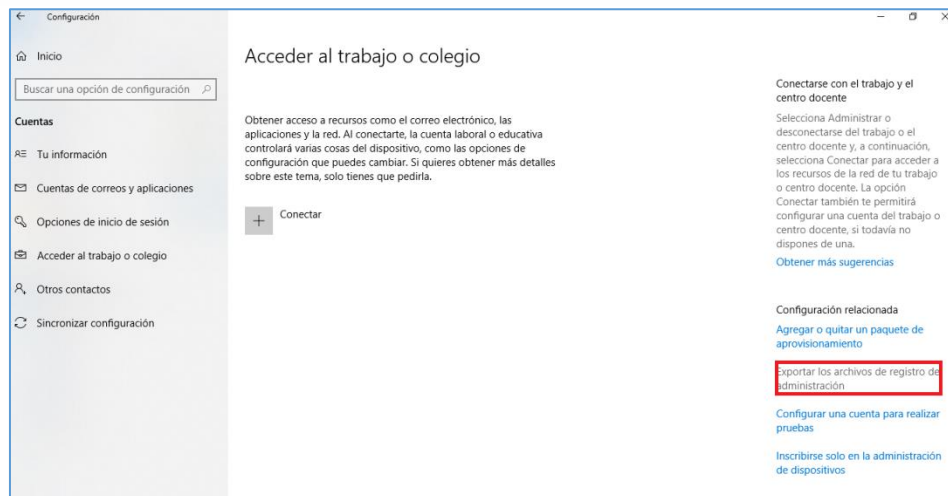 Configuración
Inicio
Buscar una opción de configuración
Cuentas
Tu información
Cuentas de correos y aplicaciones
Opciones de inicio de sesión
Acceder al trabajo o colegio
Otros contactos
Sincronizar configuración
Acceder al trabajo o colegio
Obtener acceso a recursos como el correo electrónico, las
aplicaciones y la red. Al conectarte, la cuenta laboral o educativa
controlará varias cosas del dispositivo, como las opciones de
configuración que puedes cambiar. Si quieres obtener más detalles
sobre este tema, solo tienes que pedirla.
Conectar
Conectarse con el trabajo y el
centro docente
Selecciona Administrar o
desconectarse del trabajo o el
centro docente y, a continuación,
selecciona Conectar para acceder a
los recursos de la red de tu trabajo
o centro docente. La opción
Conectar también te permitirá
configurar una cuenta del trabajo o
centro docente, si todavía no
dispones de una.
Obtener más sugerencias
Configuración relacionada
Agregar o quitar un paquete de
aprovisionamiento
Exportar los archivos de registro de
administración
Configurar una cuenta para realizar
pruebas
Inscribirse solo en la administración
de dispositivos